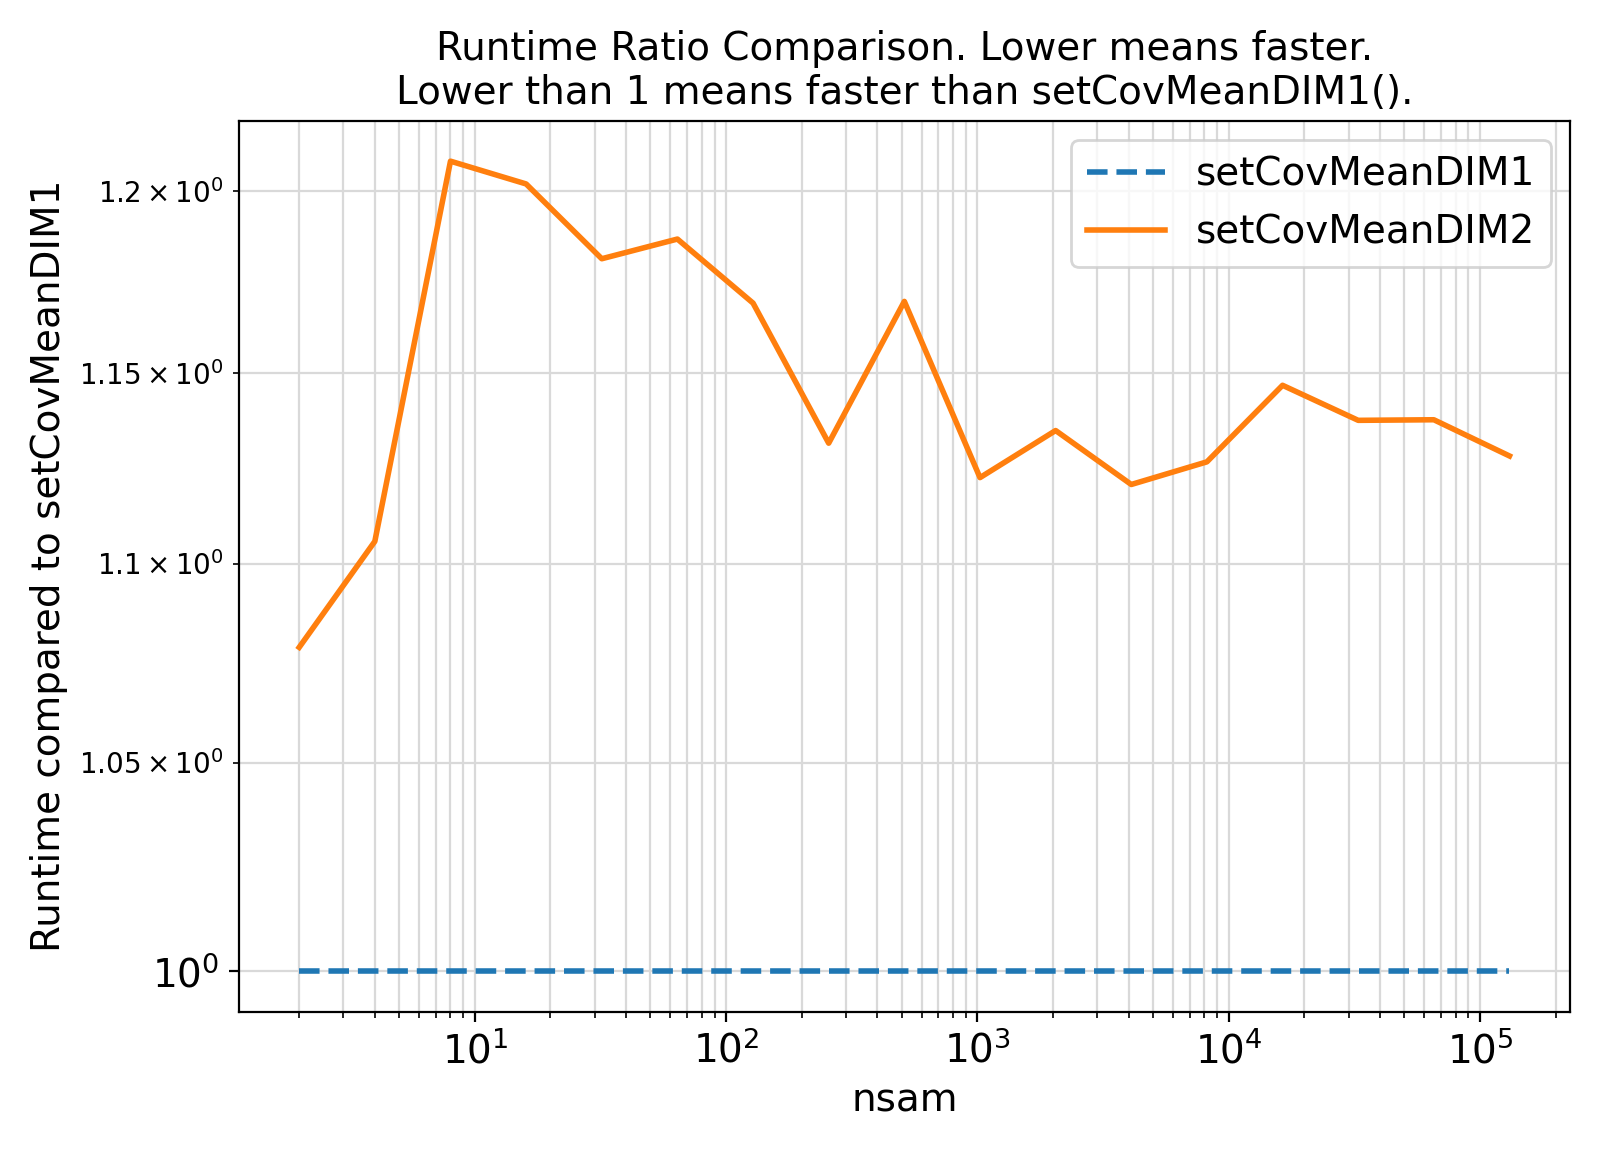 Runtime Ratio Comparison. Lower means faster.
Lower than 1 means faster than setCovMeanDIM1().
setCovMeanDIM1
setCovMeanDIM2
Runtime compared to setCovMeanDIM1
1.2 × 10⁰
1.15 × 10⁰
1.1 × 10⁰
1.05 × 10⁰
10⁰
10¹ 10² 10³ 10⁴ 10⁵
nsam